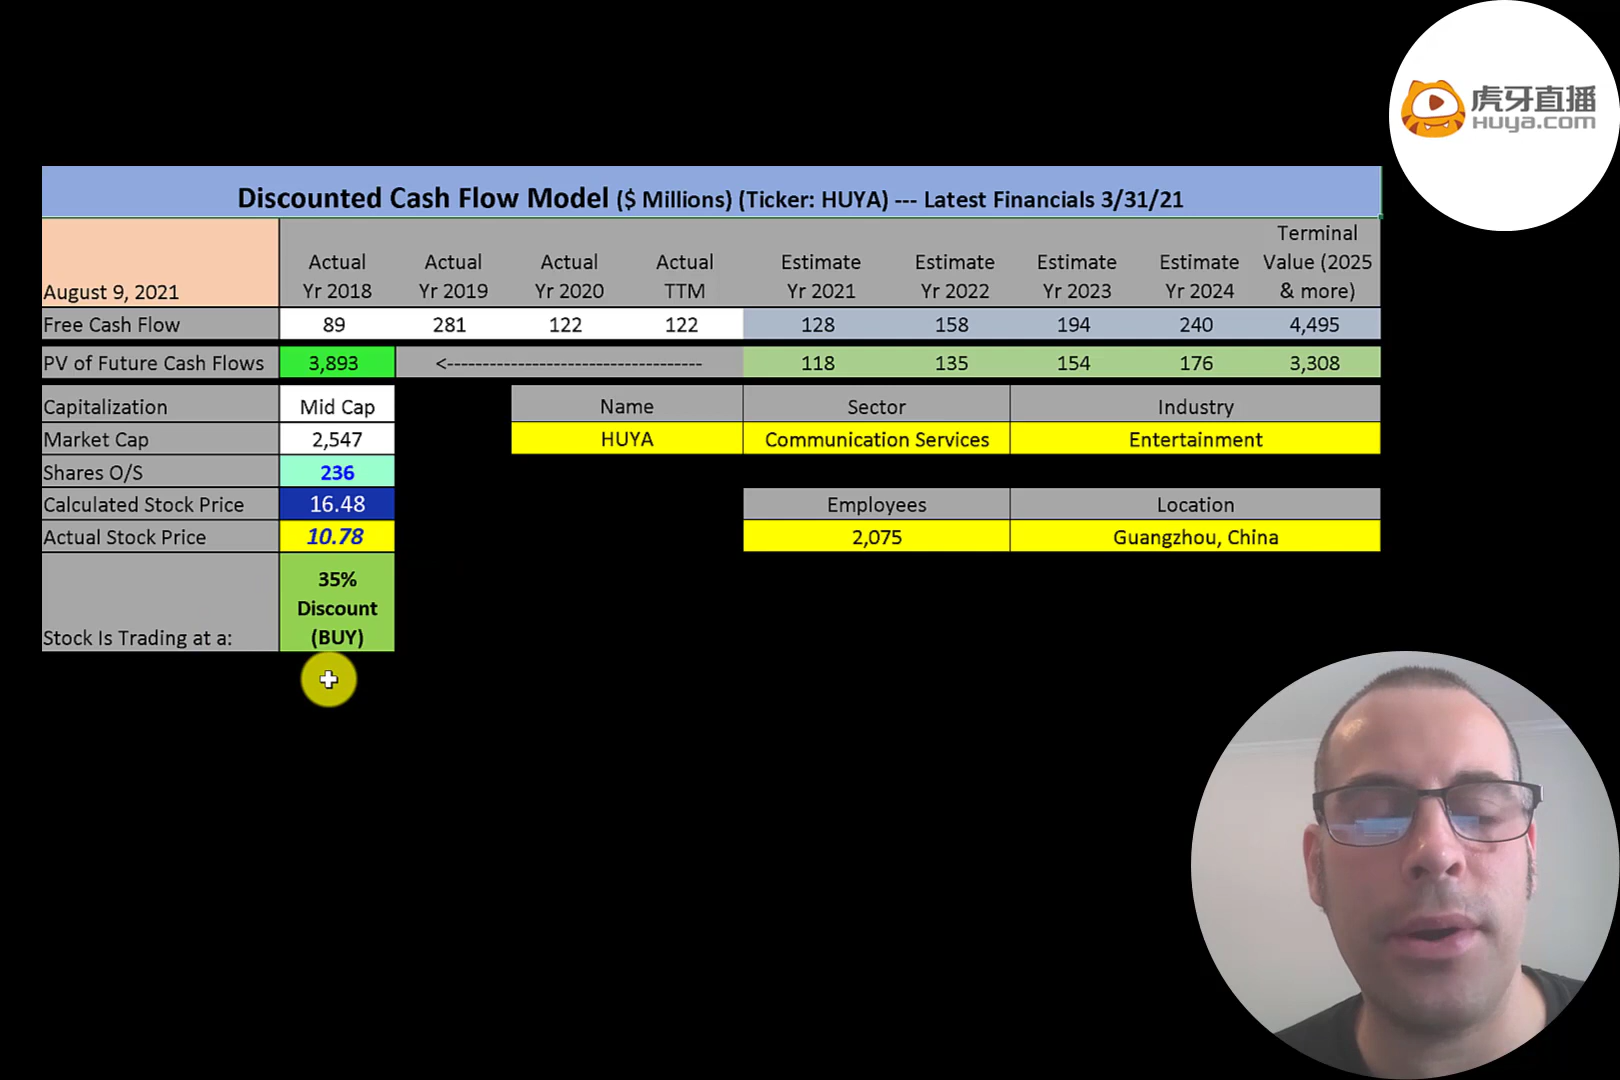 虎牙直播
HUYA.com
Discounted Cash Flow Model ($ Millions) (Ticker: HUYA) --- Latest Financials 3/31/21
August 9, 2021 Actual Yr 2018 Actual Yr 2019 Actual Yr 2020 Actual TTM Estimate Yr 2021 Estimate Yr 2022 Estimate Yr 2023 Estimate Yr 2024 Terminal Value (2025 & more)
Free Cash Flow 89 281 122 122 128 158 194 240 4,495
PV of Future Cash Flows 3,893 <----------------------------------- 118 135 154 176 3,308
Capitalization Mid Cap Name Sector Industry
Market Cap 2,547 HUYA Communication Services Entertainment
Shares O/S 236
Calculated Stock Price 16.48 Employees Location
Actual Stock Price 10.78 2,075 Guangzhou, China
Stock Is Trading at a: 35% Discount (BUY)